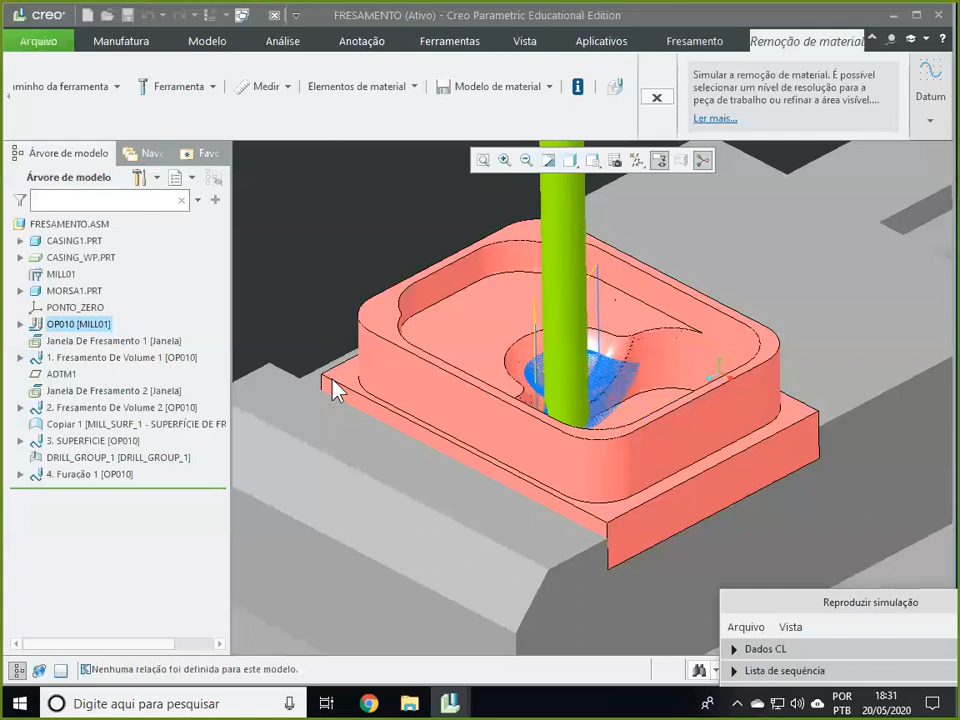 creo
FRESAMENTO (Ativo) - Creo Parametric Educational Edition
Arquivo
Manufatura
Modelo
Análise
Anotação
Ferramentas
Vista
Aplicativos
Fresamento
Remoção de material
minho da ferramenta
Ferramenta
Medir
Elementos de material
Modelo de material
Simular a remoção de material. É possível
selecionar um nível de resolução para a
peça de trabalho ou refinar a área visível....
Ler mais...
Datum
Árvore de modelo
Nave
Favo
Árvore de modelo
FRESAMENTO.ASM
CASING1.PRT
CASING_WP.PRT
MILL01
MORSA1.PRT
PONTO_ZERO
OP010 [MILL01]
Janela De Fresamento 1 [Janela]
1. Fresamento De Volume 1 [OP010]
ADTM1
Janela De Fresamento 2 [Janela]
2. Fresamento De Volume 2 [OP010]
Copiar 1 [MILL_SURF_1 - SUPERFÍCIE DE FR
3. SUPERFICIE [OP010]
DRILL_GROUP_1 [DRILL_GROUP_1]
4. Furação 1 [OP010]
Reproduzir simulação
Arquivo
Vista
Dados CL
Lista de sequência
Nenhuma relação foi definida para este modelo.
Digite aqui para pesquisar
POR
PTB
18:31
20/05/2020